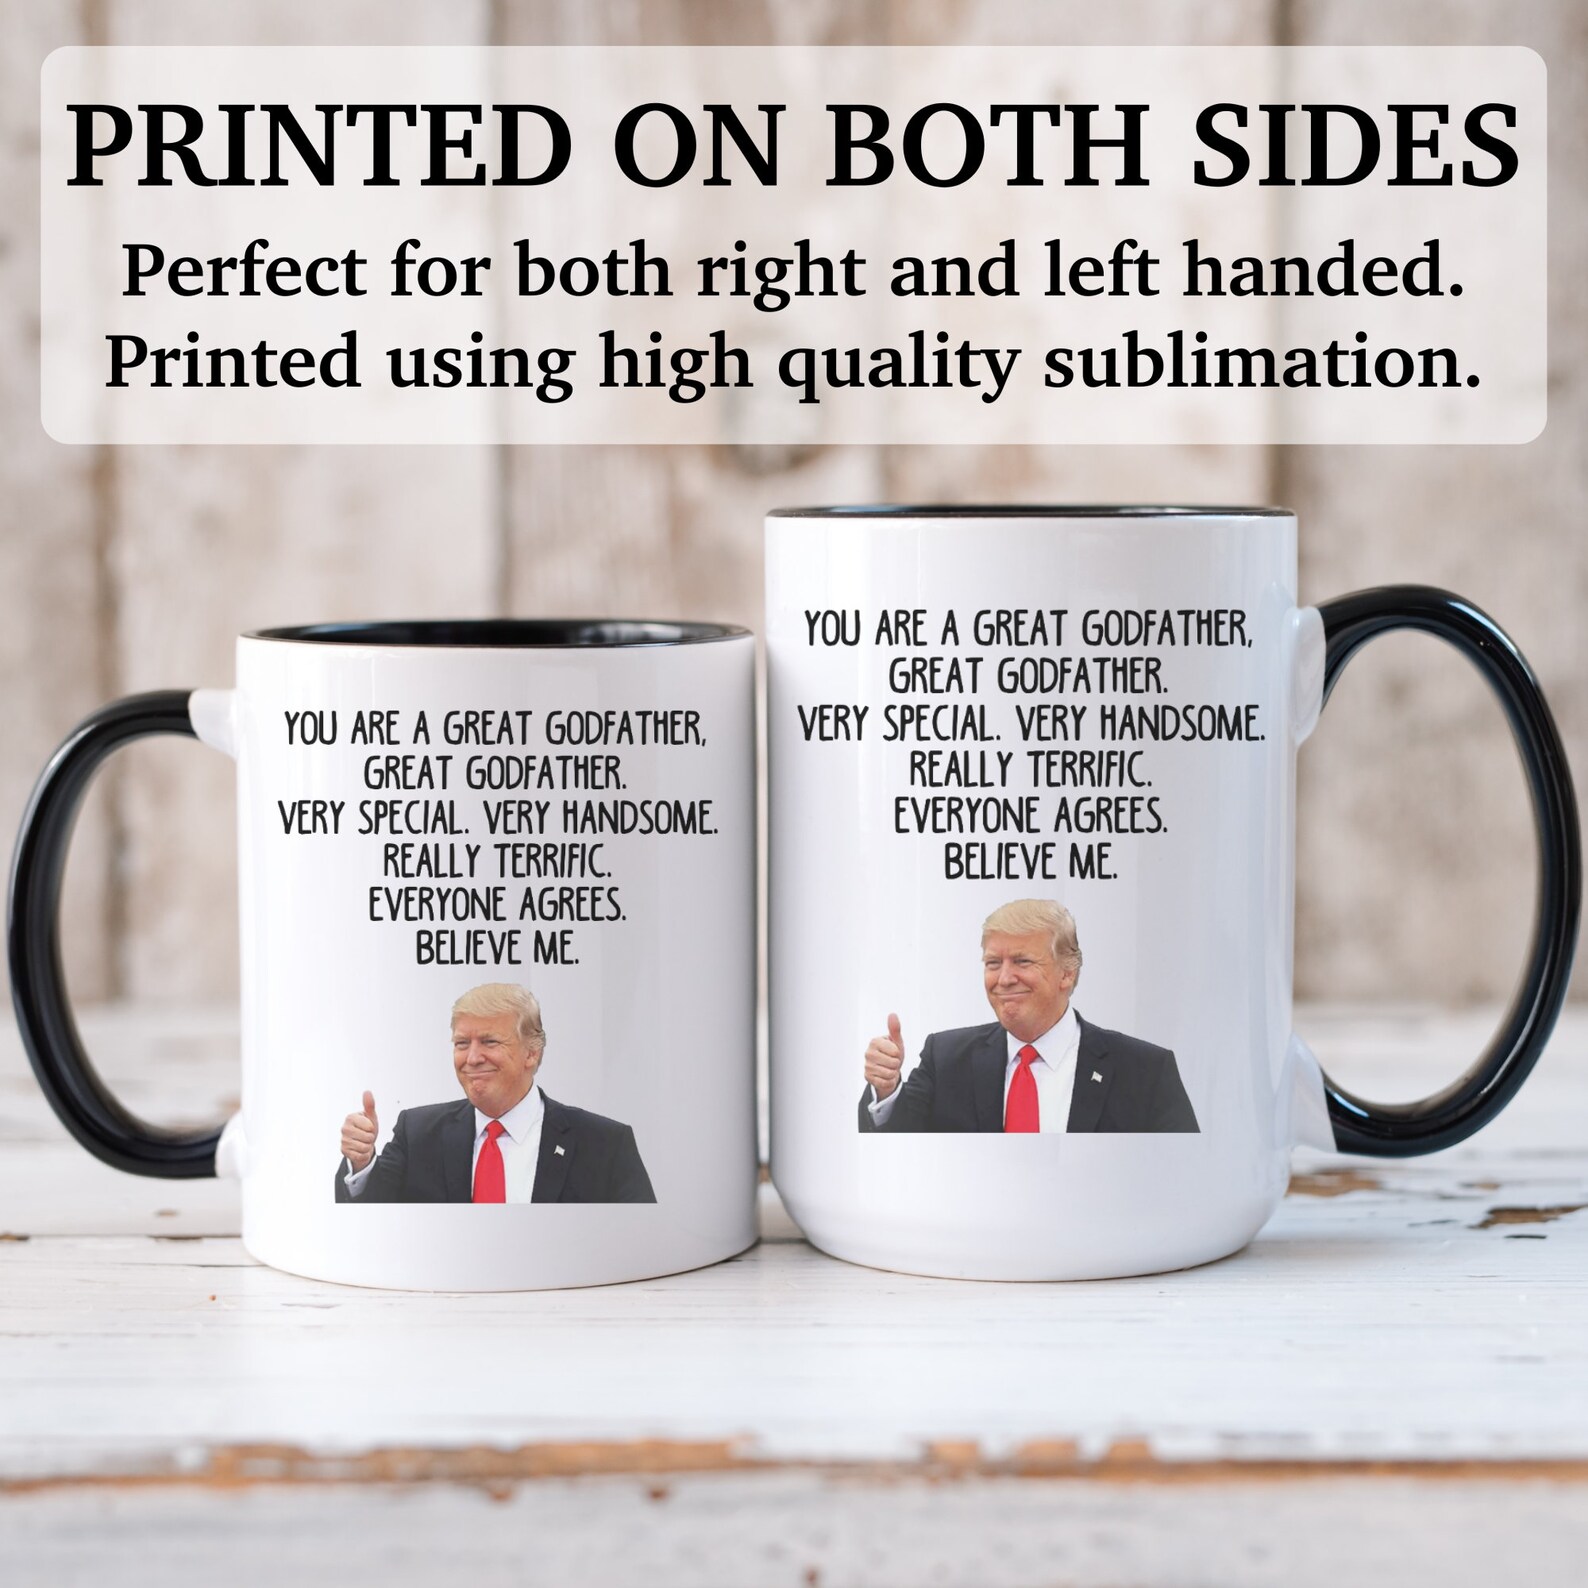 PRINTED ON BOTH SIDES
Perfect for both right and left handed.
Printed using high quality sublimation.
YOU ARE A GREAT GODFATHER,
GREAT GODFATHER.
VERY SPECIAL. VERY HANDSOME.
REALLY TERRIFIC.
EVERYONE AGREES.
BELIEVE ME.
YOU ARE A GREAT GODFATHER,
GREAT GODFATHER.
VERY SPECIAL. VERY HANDSOME.
REALLY TERRIFIC.
EVERYONE AGREES.
BELIEVE ME.